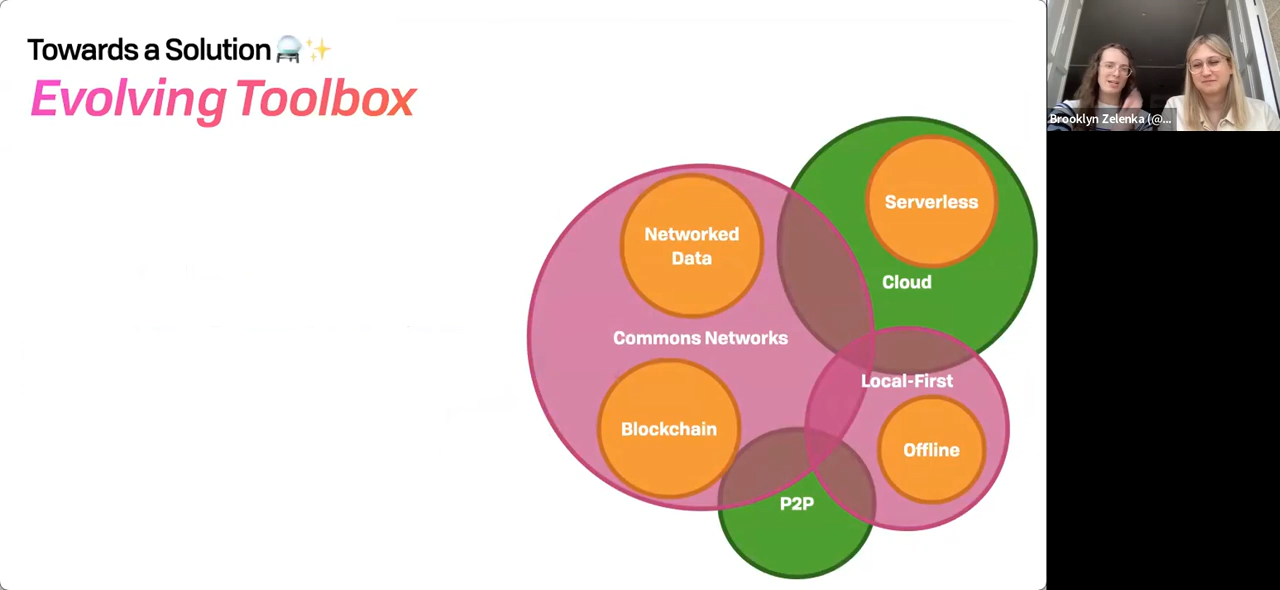 Towards a Solution
Evolving Toolbox
Brooklyn Zelenka (@...
Serverless
Networked
Data
Cloud
Commons Networks
Local-First
Blockchain
Offline
P2P